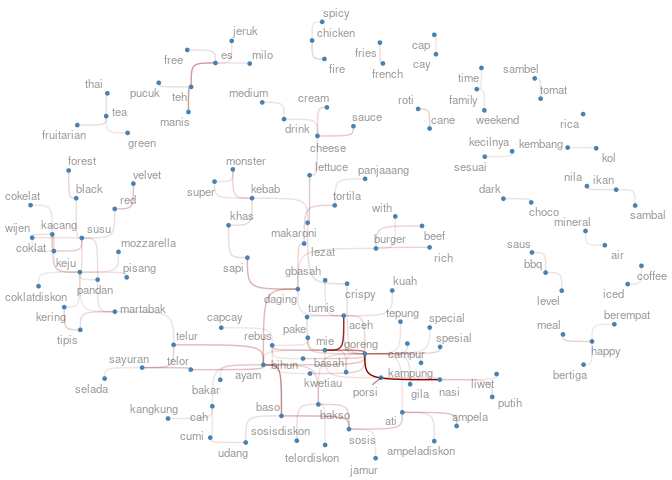 spicy
jeruk
chicken
cap
free
es
milo
fries
cay
fire
french
thai
time
sambel
pucuk
teh
medium
cream
family
tomat
roti
manis
tea
sauce
weekend
rica
fruitarian
green
drink
cane
cheese
kecilnya
kembang
forest
velvet
monster
lettuce
panjaaang
sesuai
kol
nila
ikan
cokelat
black
red
super
kebab
tortila
dark
choco
sambal
wijen
kacang
susu
khas
makaroni
with
beef
mineral
coklat
mozzarella
lezat
burger
rich
saus
air
keju
pisang
sapi
gbasah
bbq
coffee
coklatdiskon
pandan
daging
crispy
kuah
level
iced
kering
martabak
capcay
tumis
aceh
tepung
special
meal
berempat
tipis
telur
rebus
pake
mie
goreng
spesial
happy
sayuran
telor
ayam
bihun
basah
campur
kampung
bertiga
selada
bakar
kwetiau
porsi
gila
nasi
liwet
kangkung
cah
baso
bakso
ati
ampela
putih
cumi
udang
sosisdiskon
telordiskon
sosis
jamur
ampeladiskon